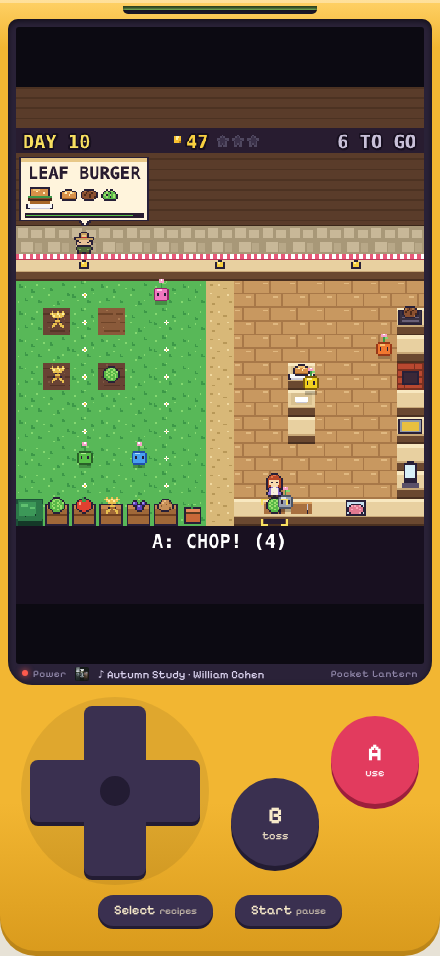 DAY 10
47
6 TO GO
LEAF BURGER
A: CHOP! (4)
Power
♪ Autumn Study · William Cohen
Pocket Lantern
A
use
B
toss
Select recipes
Start pause